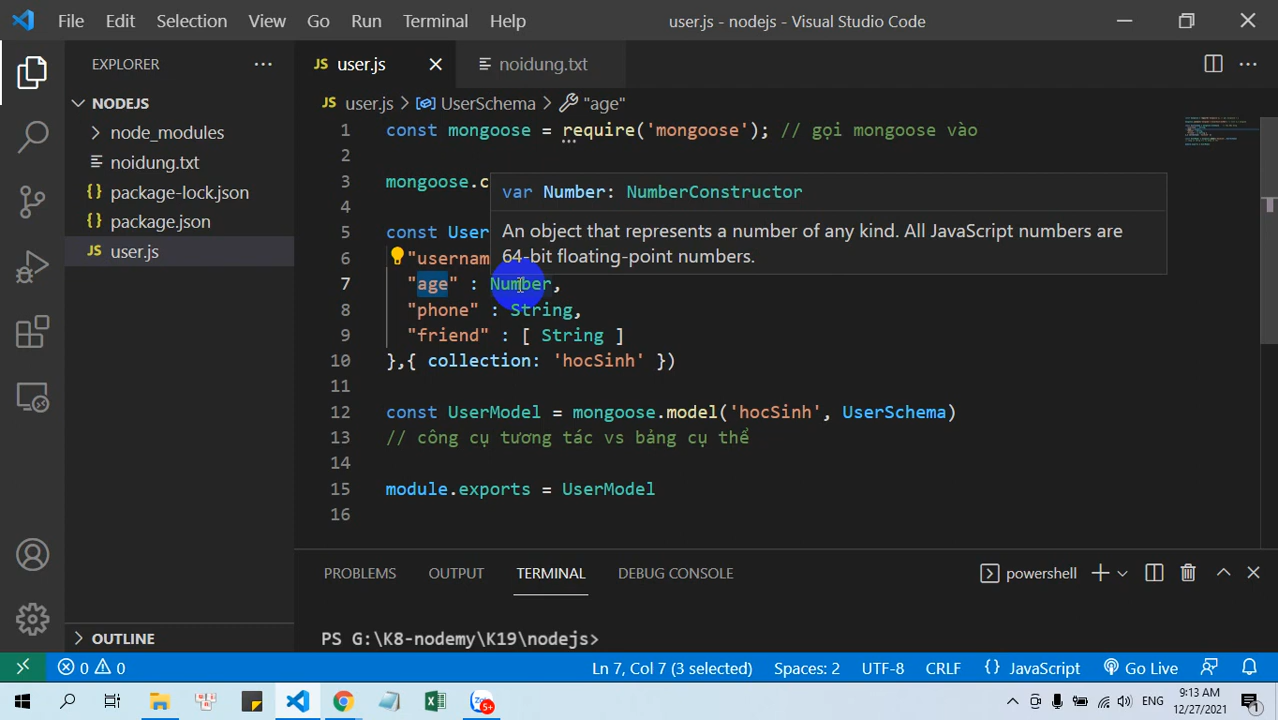 File Edit Selection View Go Run Terminal Help
user.js - nodejs - Visual Studio Code
EXPLORER
NODEJS
node_modules
noidung.txt
package-lock.json
package.json
user.js
OUTLINE
JS user.js
noidung.txt
JS user.js > UserSchema > "age"
1 const mongoose = require('mongoose'); // gọi mongoose vào
2
3 mongoose.c
4
5 const User
6 "usernam
7 "age" : Number,
8 "phone" : String,
9 "friend" : [ String ]
10 },{ collection: 'hocSinh' })
11
12 const UserModel = mongoose.model('hocSinh', UserSchema)
13 // công cụ tương tác vs bảng cụ thể
14
15 module.exports = UserModel
16
var Number: NumberConstructor
An object that represents a number of any kind. All JavaScript numbers are
64-bit floating-point numbers.
PROBLEMS OUTPUT TERMINAL DEBUG CONSOLE
powershell
PS G:\K8-nodemy\K19\nodejs>
0 0
Ln 7, Col 7 (3 selected) Spaces: 2 UTF-8 CRLF {} JavaScript Go Live
5+
ENG
9:13 AM
12/27/2021
1